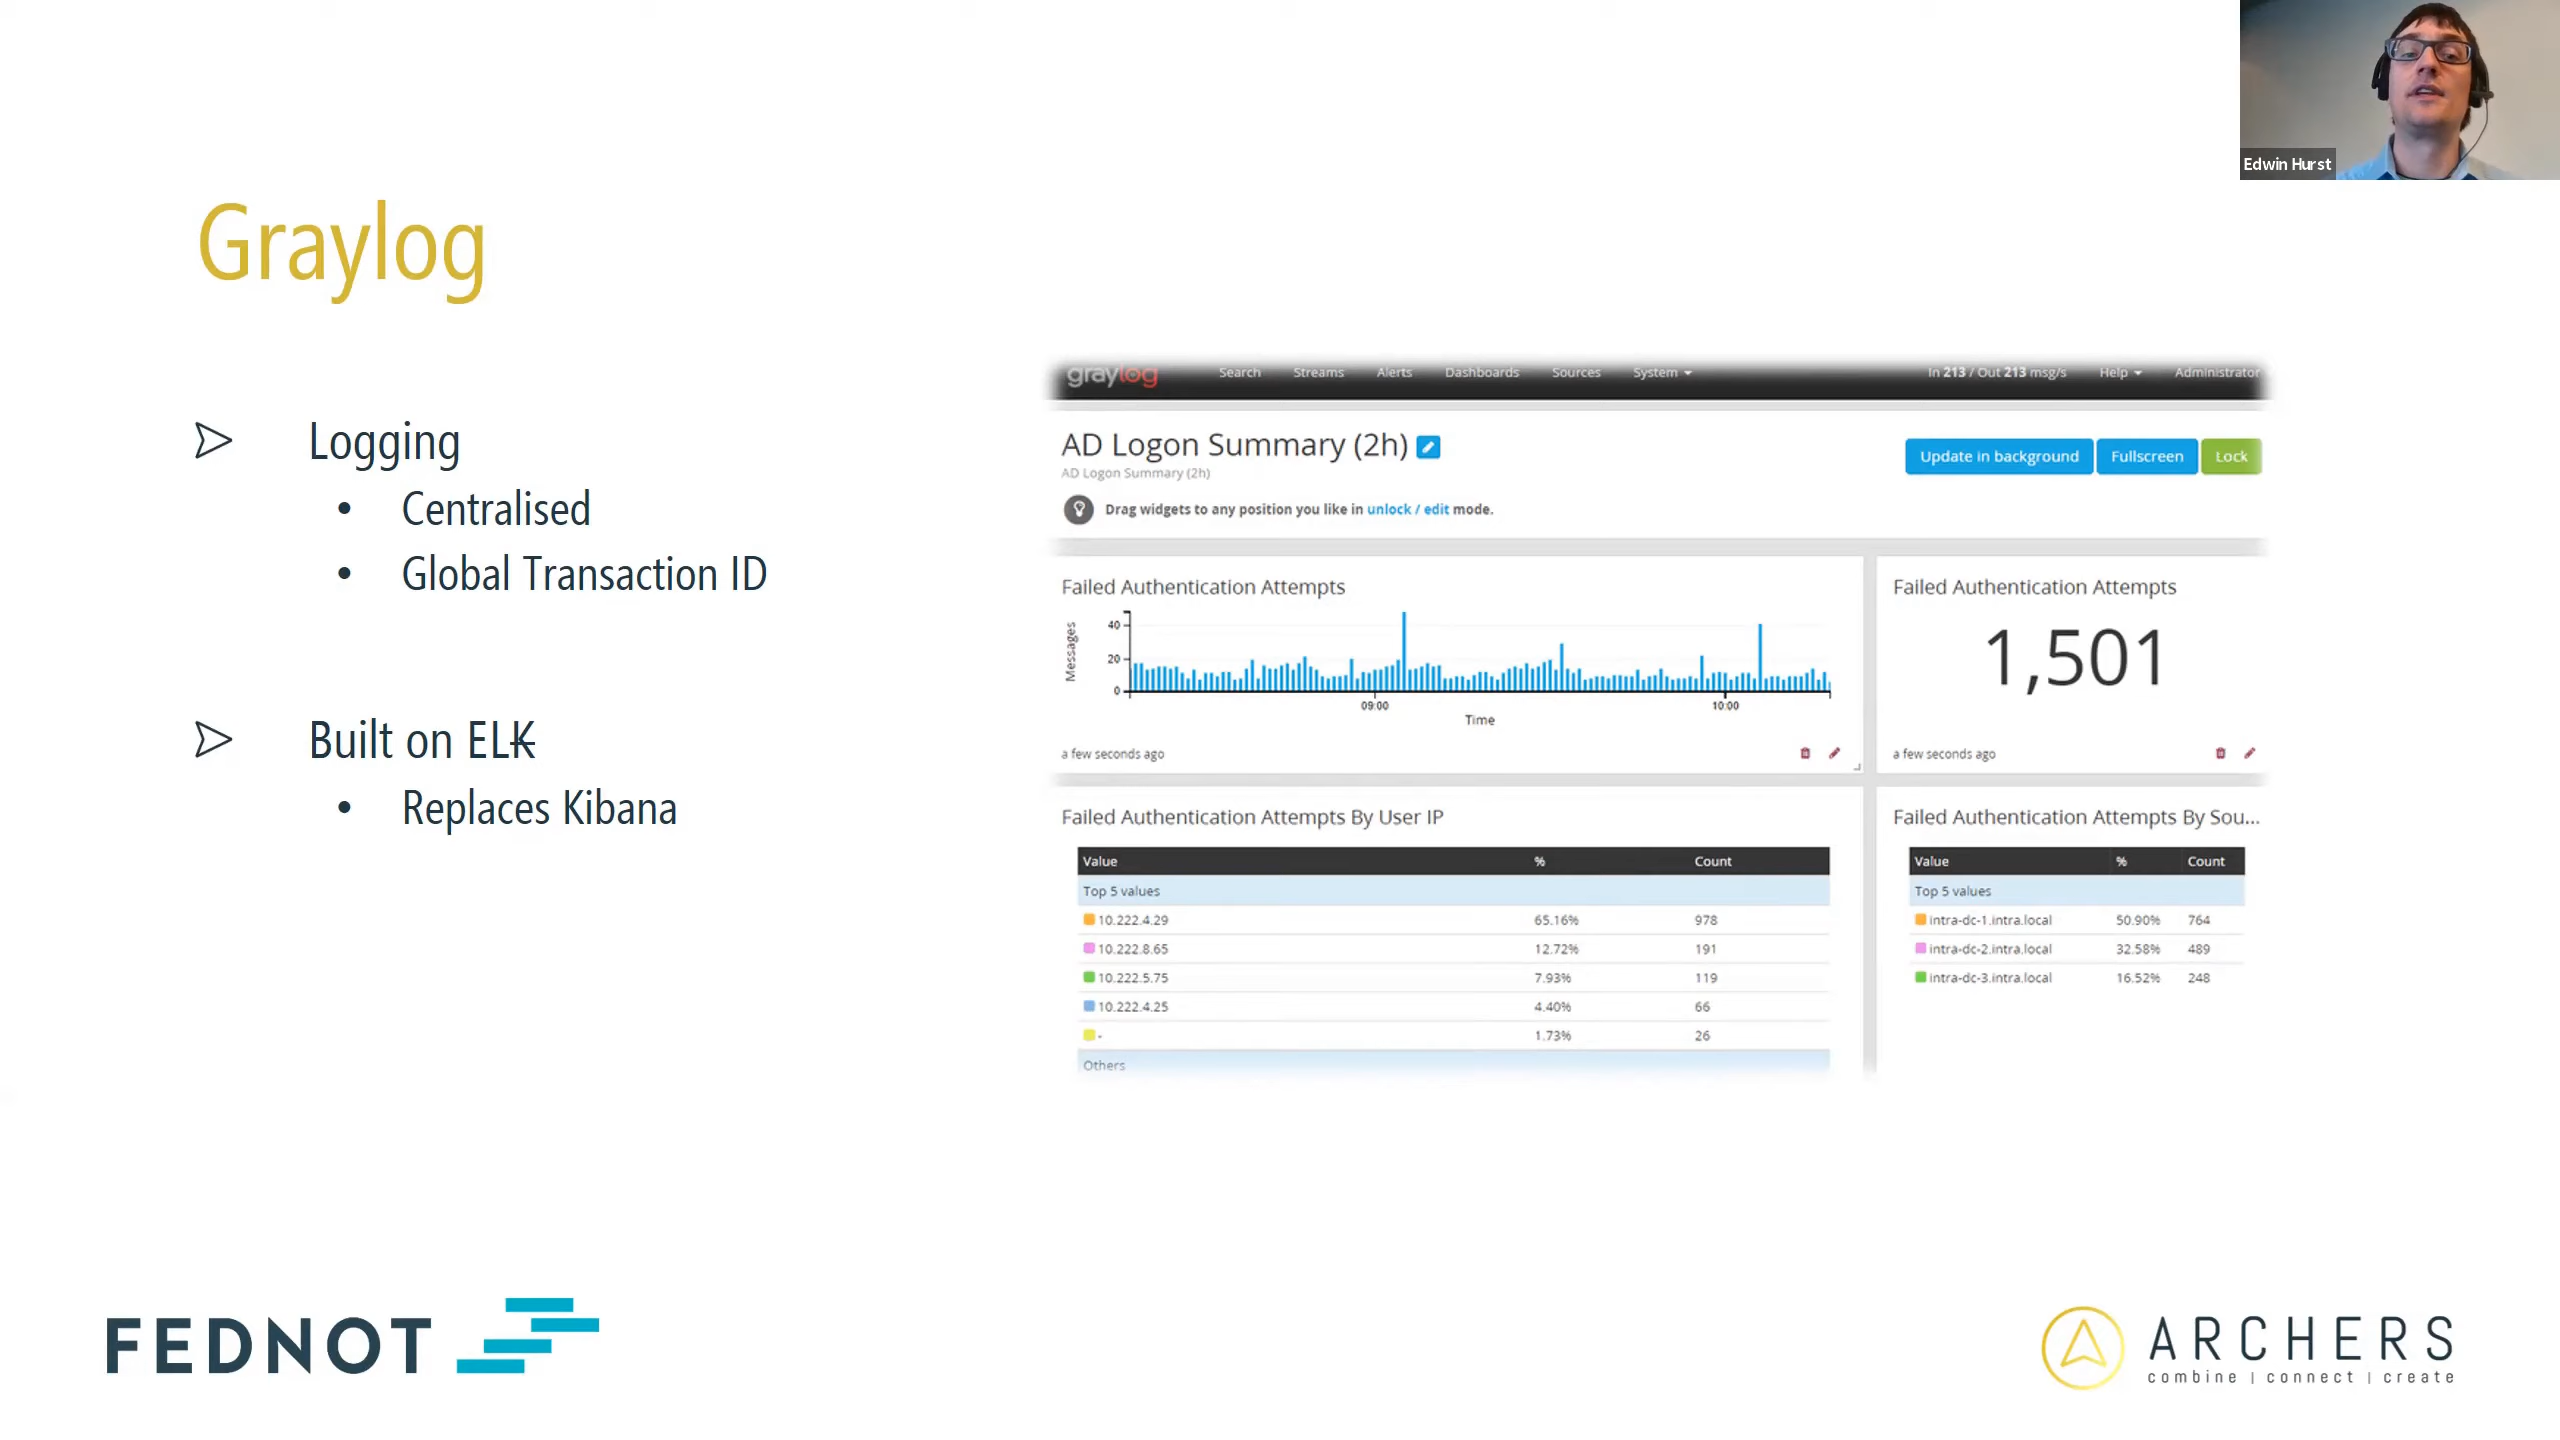 Edwin Hurst
Graylog
Logging
• Centralised
• Global Transaction ID
Built on ELK
• Replaces Kibana
graylog Search Streams Alerts Dashboards Sources System In 213 / Out 213 msg/s Help Administrator
AD Logon Summary (2h)
AD Logon Summary (2h)
Update in background Fullscreen Lock
Drag widgets to any position you like in unlock / edit mode.
Failed Authentication Attempts
Messages
40
20
0
09:00 10:00
Time
a few seconds ago
Failed Authentication Attempts
1,501
a few seconds ago
Failed Authentication Attempts By User IP
Value % Count
Top 5 values
10.222.4.29 65.16% 978
10.222.8.65 12.72% 191
10.222.5.75 7.93% 119
10.222.4.25 4.40% 66
- 1.73% 26
Others
Failed Authentication Attempts By Sou...
Value % Count
Top 5 values
intra-dc-1.intra.local 50.90% 764
intra-dc-2.intra.local 32.58% 489
intra-dc-3.intra.local 16.52% 248
FEDNOT
ARCHERS
combine | connect | create